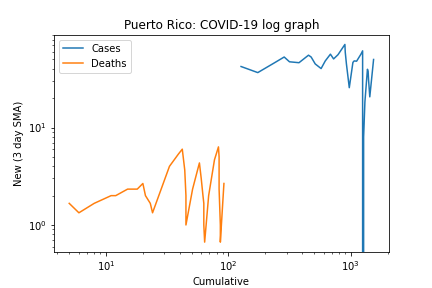 Puerto Rico: COVID-19 log graph
Cases
Deaths
New (3 day SMA)
10¹
10⁰
10¹
10²
10³
Cumulative